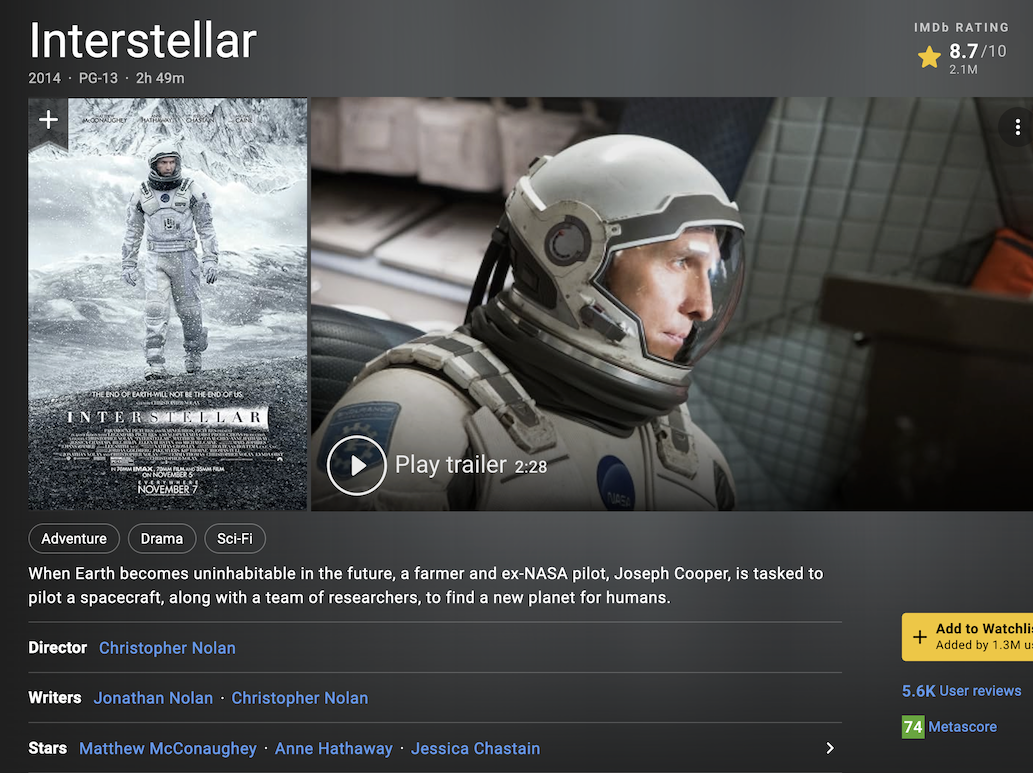 Interstellar
2014 · PG-13 · 2h 49m
IMDb RATING
8.7/10
2.1M
McCONAUGHEY HATHAWAY CHASTAIN CAINE
THE END OF EARTH WILL NOT BE THE END OF US.
INTERSTELLAR
IN 70MM IMAX, 70MM FILM AND 35MM FILM
ON NOVEMBER 5
EVERYWHERE
NOVEMBER 7
ENDURANCE
NASA
Play trailer 2:28
Adventure
Drama
Sci-Fi
When Earth becomes uninhabitable in the future, a farmer and ex-NASA pilot, Joseph Cooper, is tasked to
pilot a spacecraft, along with a team of researchers, to find a new planet for humans.
Director Christopher Nolan
Writers Jonathan Nolan · Christopher Nolan
Stars Matthew McConaughey · Anne Hathaway · Jessica Chastain
+ Add to Watchlis
Added by 1.3M us
5.6K User reviews
74 Metascore